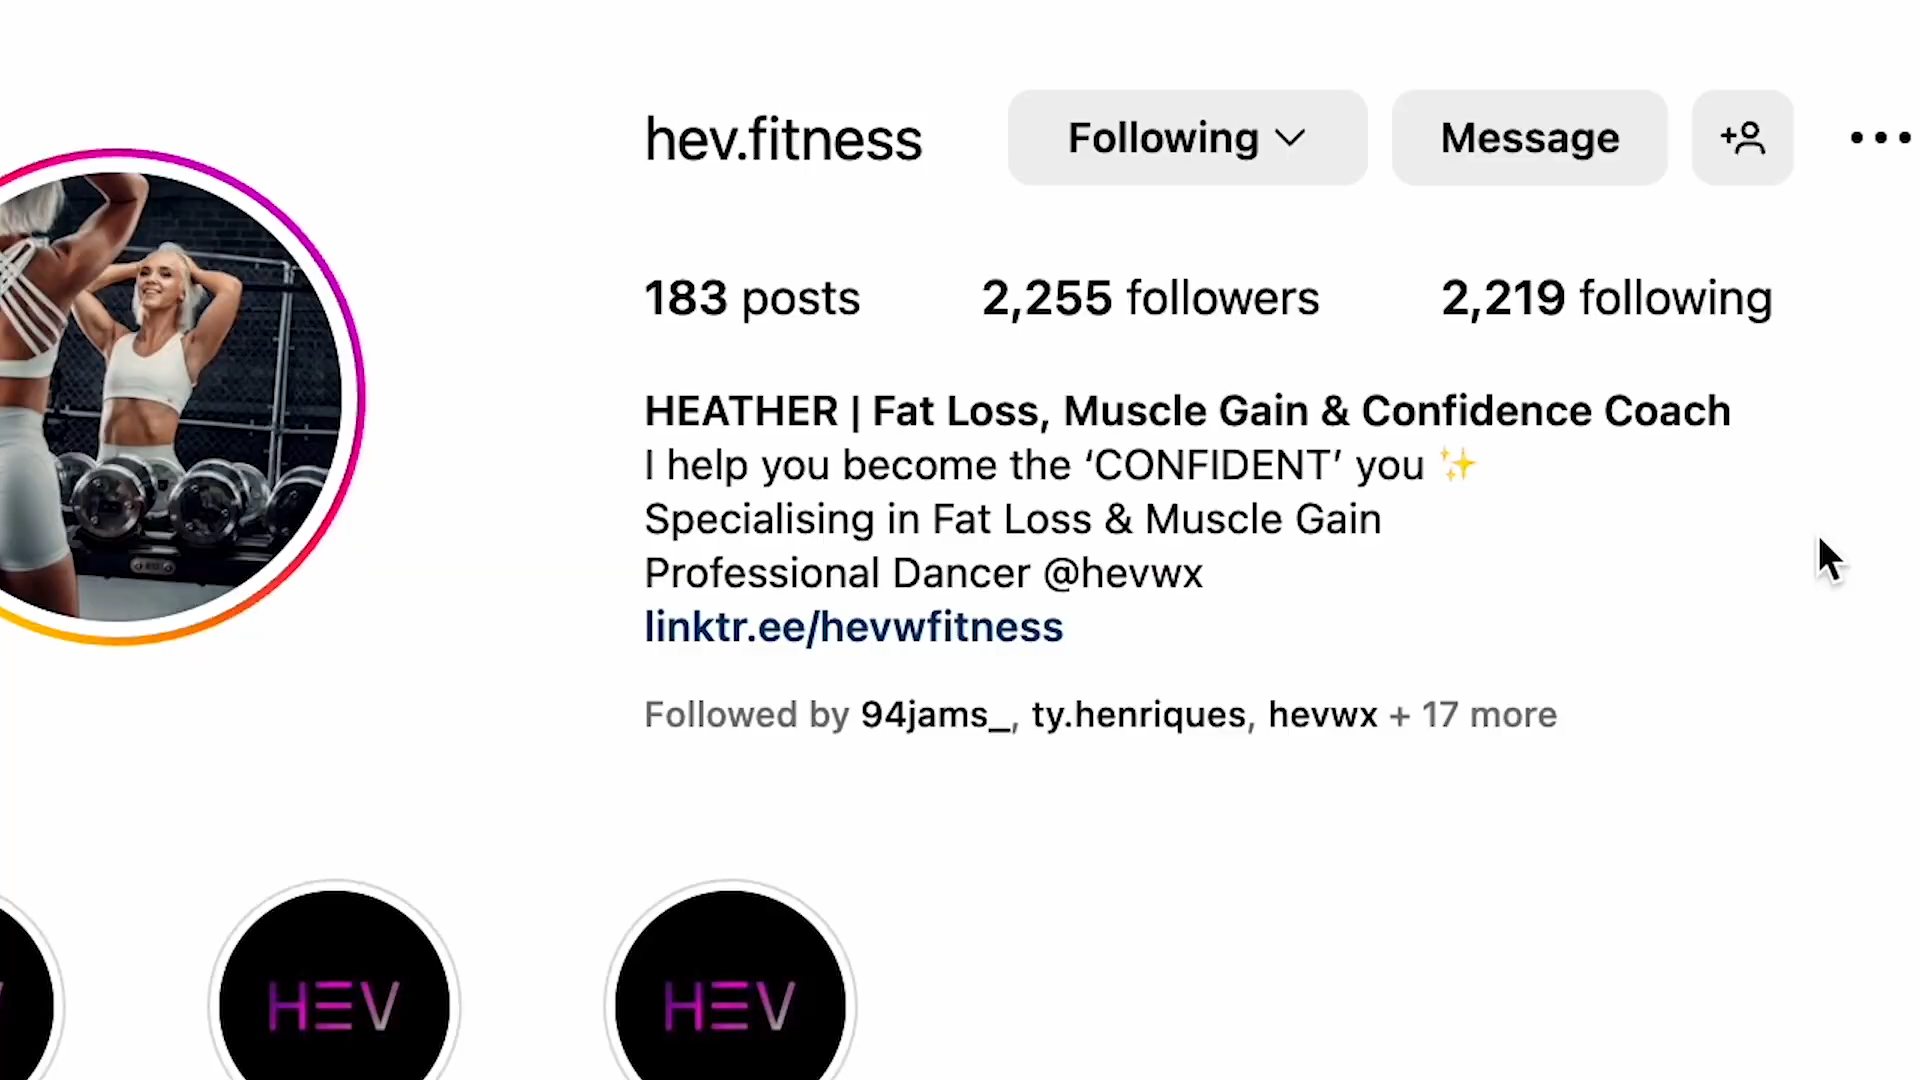 hev.fitness Following Message
183 posts 2,255 followers 2,219 following
HEATHER | Fat Loss, Muscle Gain & Confidence Coach
I help you become the ‘CONFIDENT’ you ✨
Specialising in Fat Loss & Muscle Gain
Professional Dancer @hevwx
linktr.ee/hevwfitness
Followed by 94jams_, ty.henriques, hevwx + 17 more
HEV HEV